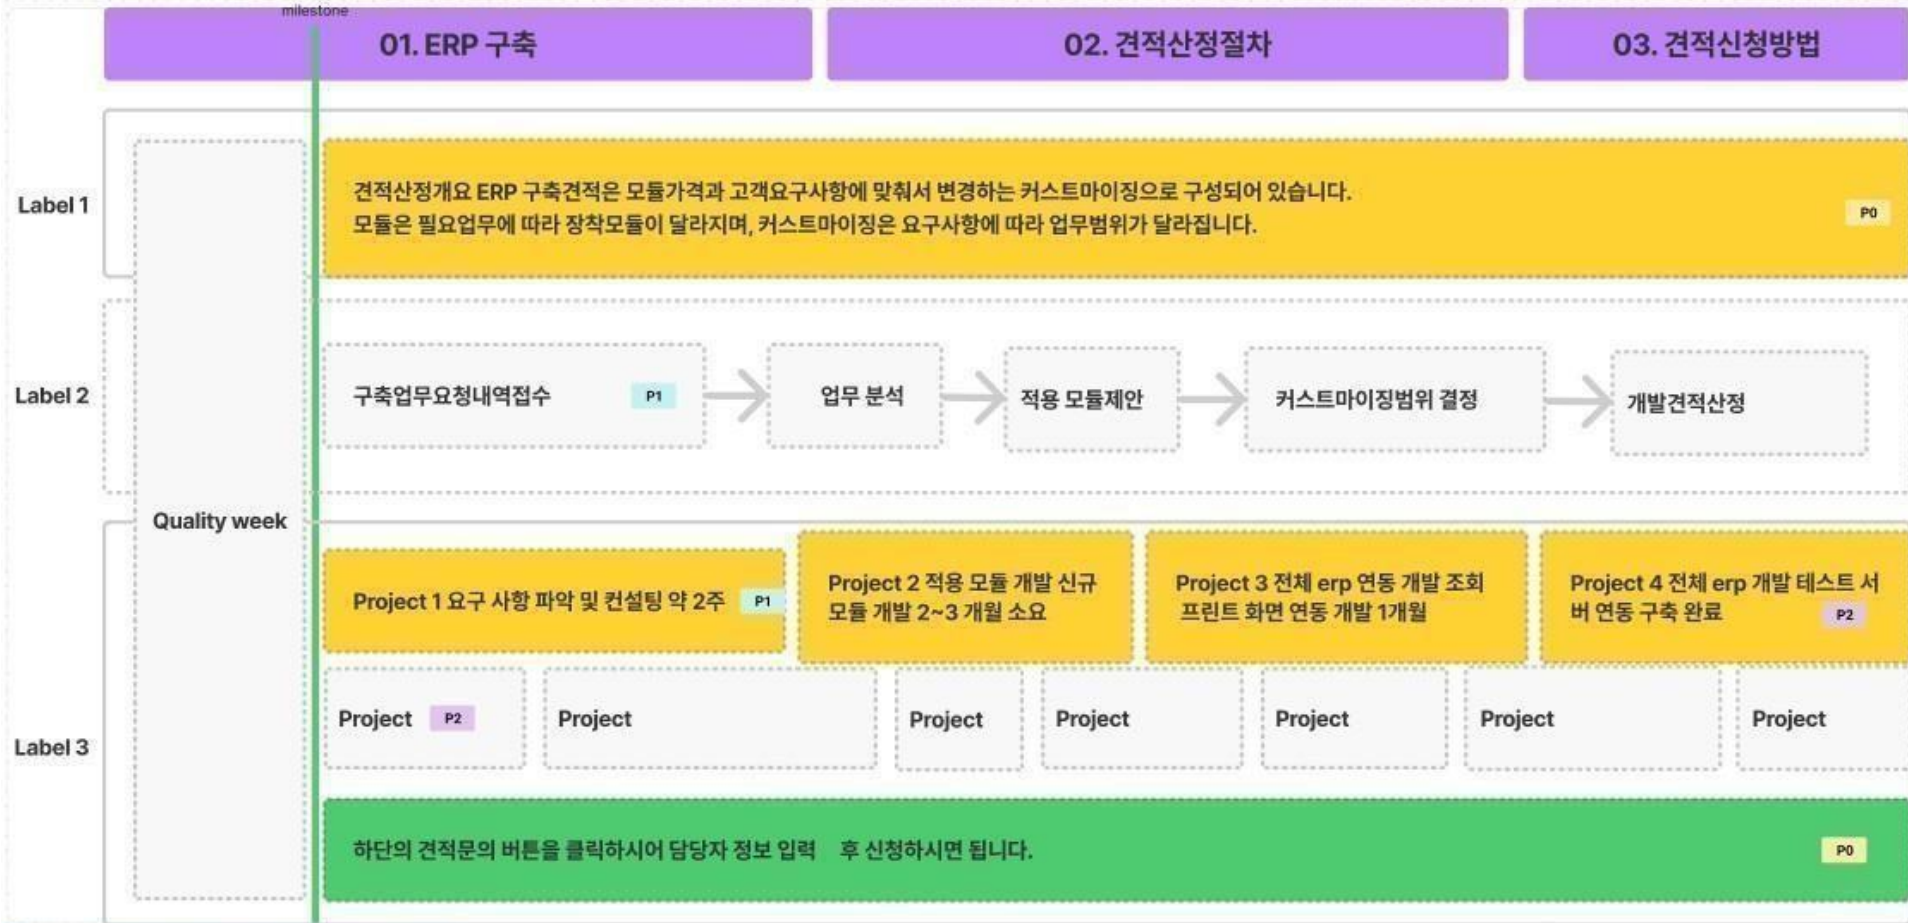 milestone
01. ERP 구축
02. 견적산정절차
03. 견적신청방법
Label 1
견적산정개요 ERP 구축견적은 모듈가격과 고객요구사항에 맞춰서 변경하는 커스트마이징으로 구성되어 있습니다.
모듈은 필요업무에 따라 장착모듈이 달라지며, 커스트마이징은 요구사항에 따라 업무범위가 달라집니다.
P0
Label 2
구축업무요청내역접수
P1
업무 분석
적용 모듈제안
커스트마이징범위 결정
개발견적산정
Quality week
Label 3
Project 1 요구 사항 파악 및 컨설팅 약 2주
P1
Project 2 적용 모듈 개발 신규
모듈 개발 2~3 개월 소요
Project 3 전체 erp 연동 개발 조회
프린트 화면 연동 개발 1개월
Project 4 전체 erp 개발 테스트 서
버 연동 구축 완료
P2
Project
P2
Project
Project
Project
Project
Project
Project
하단의 견적문의 버튼을 클릭하시어 담당자 정보 입력 후 신청하시면 됩니다.
P0